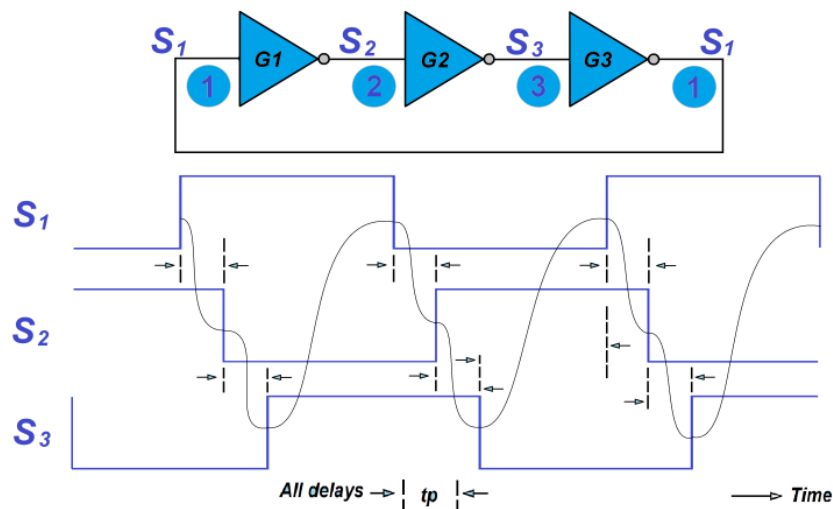 S1 G1 S2 G2 S3 G3 S1
1 2 3 1
S1
S2
S3
All delays tp Time